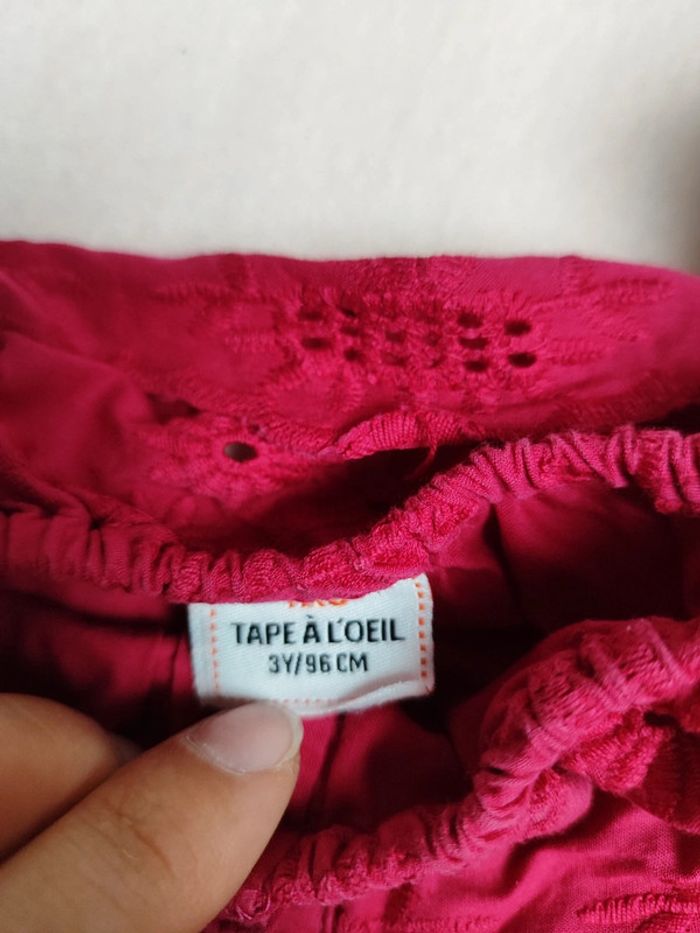 TAPE À L'OEIL
3Y/96 CM